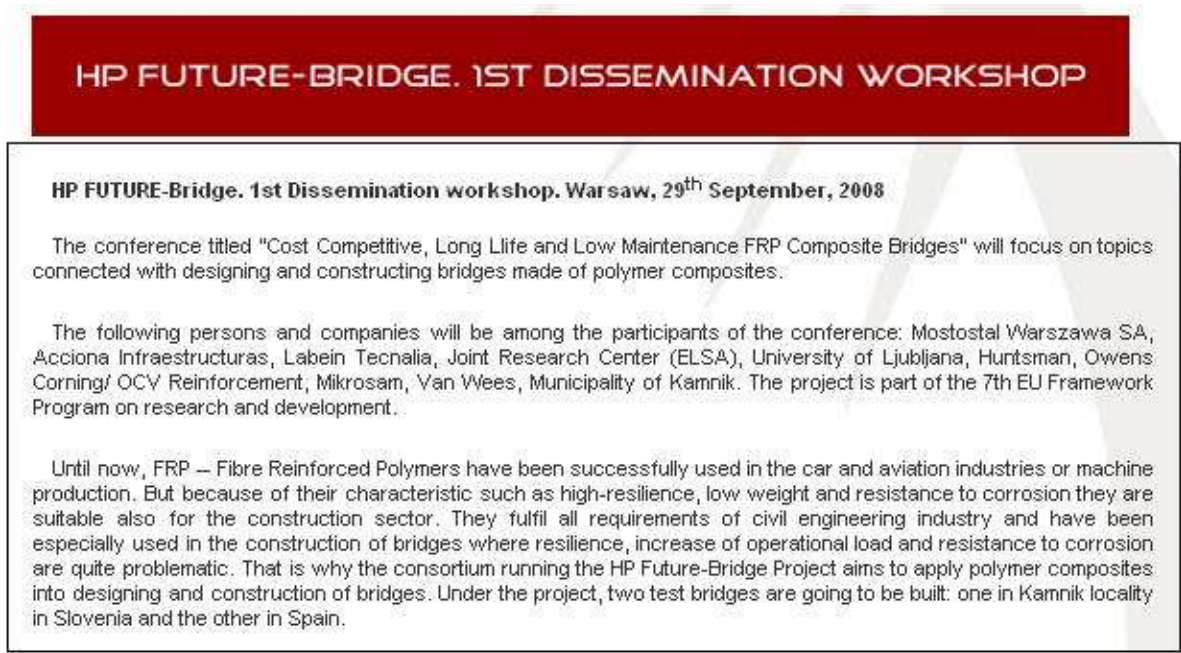 HP FUTURE-BRIDGE. 1ST DISSEMINATION WORKSHOP
HP FUTURE-Bridge. 1st Dissemination workshop. Warsaw, 29th September, 2008
The conference titled "Cost Competitive, Long Llife and Low Maintenance FRP Composite Bridges" will focus on topics
connected with designing and constructing bridges made of polymer composites.
The following persons and companies will be among the participants of the conference: Mostostal Warszawa SA,
Acciona Infraestructuras, Labein Tecnalia, Joint Research Center (ELSA), University of Ljubljana, Huntsman, Owens
Corning/ OCV Reinforcement, Mikrosam, Van Wees, Municipality of Kamnik. The project is part of the 7th EU Framework
Program on research and development.
Until now, FRP -- Fibre Reinforced Polymers have been successfully used in the car and aviation industries or machine
production. But because of their characteristic such as high-resilience, low weight and resistance to corrosion they are
suitable also for the construction sector. They fulfil all requirements of civil engineering industry and have been
especially used in the construction of bridges where resilience, increase of operational load and resistance to corrosion
are quite problematic. That is why the consortium running the HP Future-Bridge Project aims to apply polymer composites
into designing and construction of bridges. Under the project, two test bridges are going to be built: one in Kamnik locality
in Slovenia and the other in Spain.